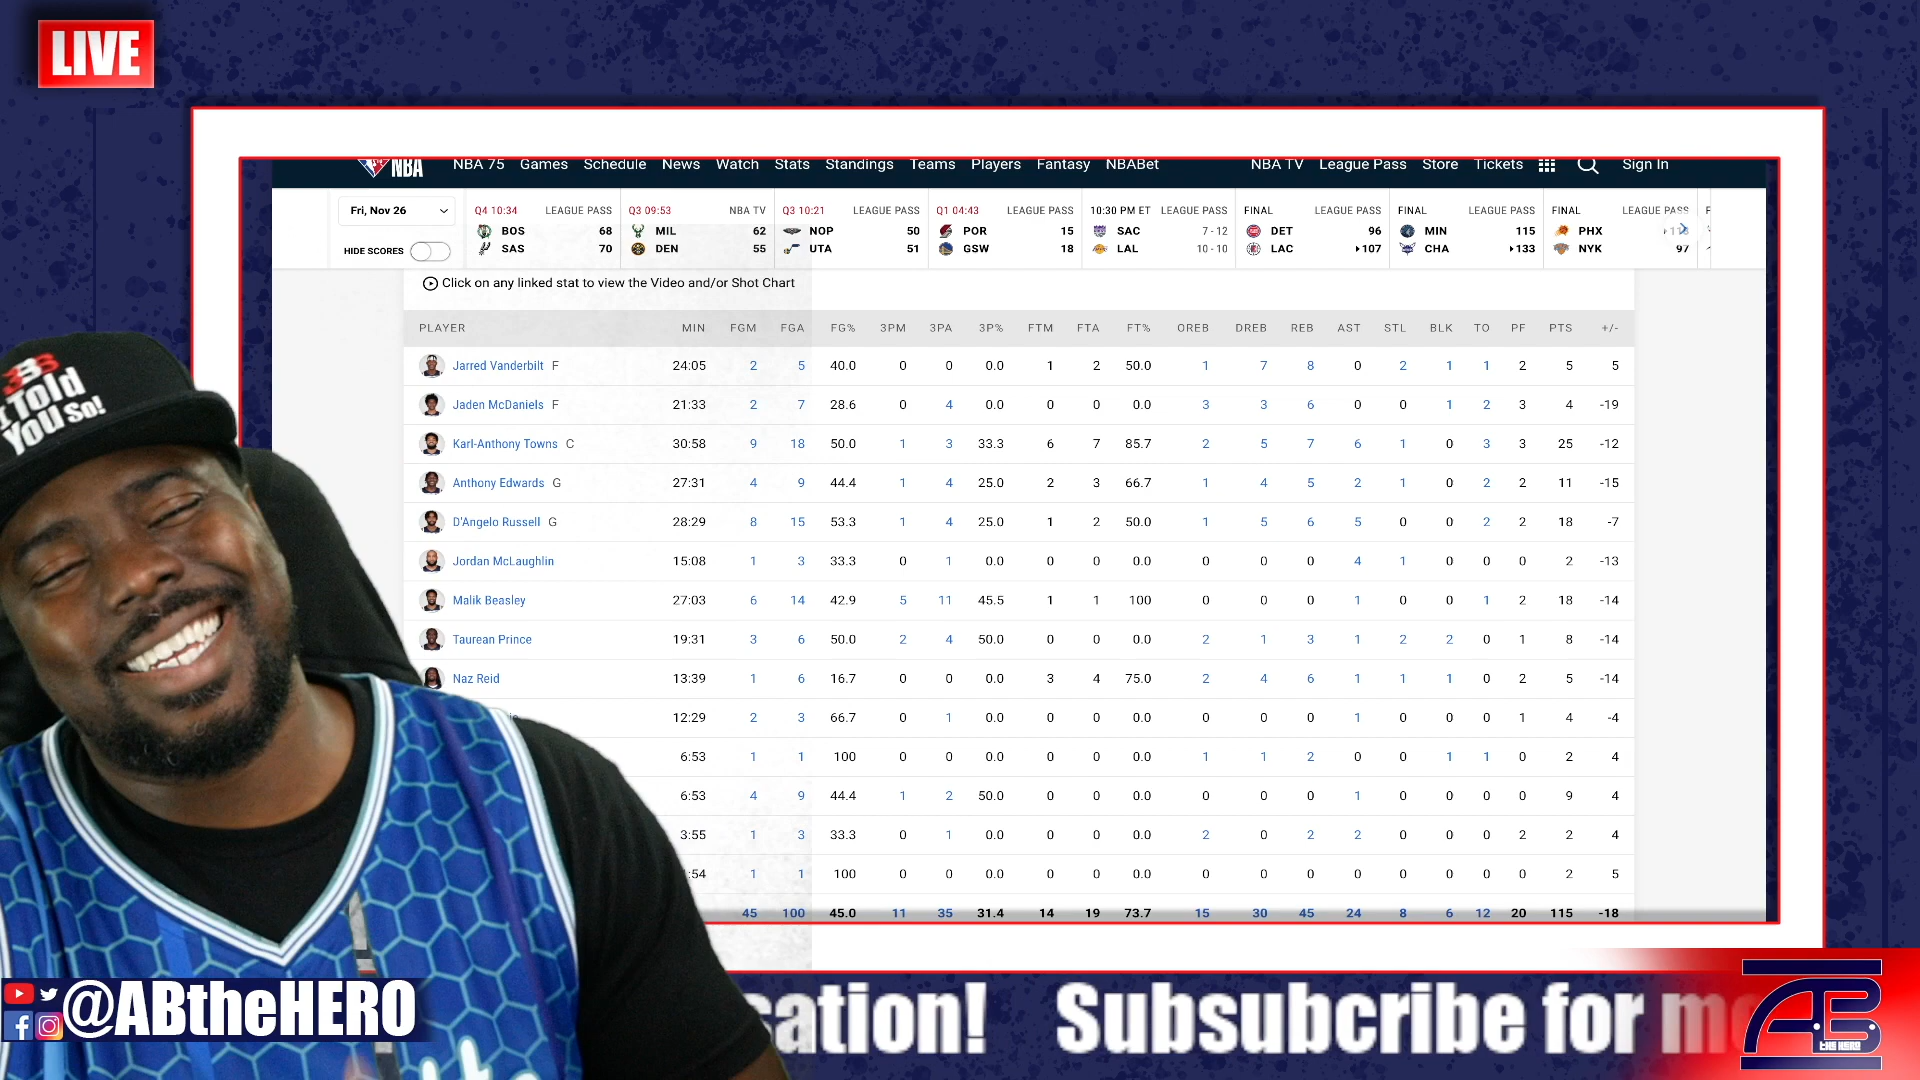 LIVE
NBA NBA 75 Games Schedule News Watch Stats Standings Teams Players Fantasy NBABet NBA TV League Pass Store Tickets Sign In
Fri, Nov 26
HIDE SCORES
Q4 10:34 LEAGUE PASS
BOS 68
SAS 70
Q3 09:53 NBA TV
MIL 62
DEN 55
Q3 10:21 LEAGUE PASS
NOP 50
UTA 51
Q1 04:43 LEAGUE PASS
POR 15
GSW 18
10:30 PM ET LEAGUE PASS
SAC 7 - 12
LAL 10 - 10
FINAL LEAGUE PASS
DET 96
LAC 107
FINAL LEAGUE PASS
MIN 115
CHA 133
FINAL LEAGUE PASS
PHX
NYK 97
Click on any linked stat to view the Video and/or Shot Chart
PLAYER MIN FGM FGA FG% 3PM 3PA 3P% FTM FTA FT% OREB DREB REB AST STL BLK TO PF PTS +/-
Jarred Vanderbilt F 24:05 2 5 40.0 0 0 0.0 1 2 50.0 1 7 8 0 2 1 1 2 5 5
Jaden McDaniels F 21:33 2 7 28.6 0 4 0.0 0 0 0.0 3 3 6 0 0 1 2 3 4 -19
Karl-Anthony Towns C 30:58 9 18 50.0 1 3 33.3 6 7 85.7 2 5 7 6 1 0 3 3 25 -12
Anthony Edwards G 27:31 4 9 44.4 1 4 25.0 2 3 66.7 1 4 5 2 1 0 2 2 11 -15
D'Angelo Russell G 28:29 8 15 53.3 1 4 25.0 1 2 50.0 1 5 6 5 0 0 2 2 18 -7
Jordan McLaughlin 15:08 1 3 33.3 0 1 0.0 0 0 0.0 0 0 0 4 1 0 0 0 2 -13
Malik Beasley 27:03 6 14 42.9 5 11 45.5 1 1 100 0 0 0 1 0 0 1 2 18 -14
Taurean Prince 19:31 3 6 50.0 2 4 50.0 0 0 0.0 2 1 3 1 2 2 0 1 8 -14
Naz Reid 13:39 1 6 16.7 0 0 0.0 3 4 75.0 2 4 6 1 1 1 0 2 5 -14
12:29 2 3 66.7 0 1 0.0 0 0 0.0 0 0 0 1 0 0 0 1 4 -4
6:53 1 1 100 0 0 0.0 0 0 0.0 1 1 2 0 0 1 1 0 2 4
6:53 4 9 44.4 1 2 50.0 0 0 0.0 0 0 0 1 0 0 0 0 9 4
3:55 1 3 33.3 0 1 0.0 0 0 0.0 2 0 2 2 0 0 0 2 2 4
:54 1 1 100 0 0 0.0 0 0 0.0 0 0 0 0 0 0 0 0 2 5
45 100 45.0 11 35 31.4 14 19 73.7 15 30 45 24 8 6 12 20 115 -18
BBB
I Told
You So!
@ABtheHERO
cation! Subsubcribe for mo
AB
THE HERO